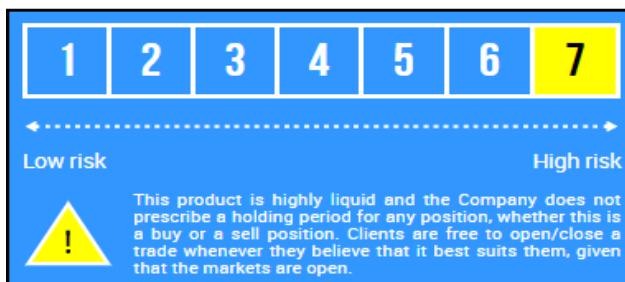 1 2 3 4 5 6 7
Low risk High risk
!
This product is highly liquid and the Company does not
prescribe a holding period for any position, whether this is
a buy or a sell position. Clients are free to open/close a
trade whenever they believe that it best suits them, given
that the markets are open.